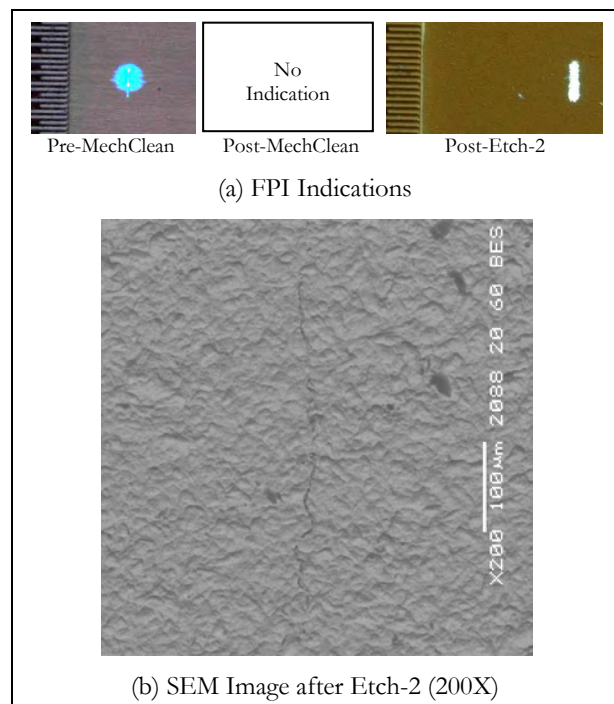 No
Indication
Pre-MechClean Post-MechClean Post-Etch-2
(a) FPI Indications
X200 100µm 2088 20 60 BES
(b) SEM Image after Etch-2 (200X)